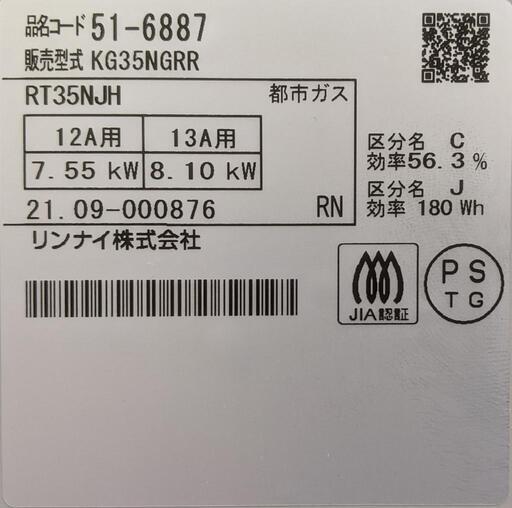 品名コード 51-6887
販売型式 KG35NGRR
RT35NJH 都市ガス
12A用 13A用
7.55 kW 8.10 kW
区分名 C
効率56.3%
区分名 J
効率 180 Wh
21.09-000876 RN
リンナイ株式会社
JIA認証
PS
TG